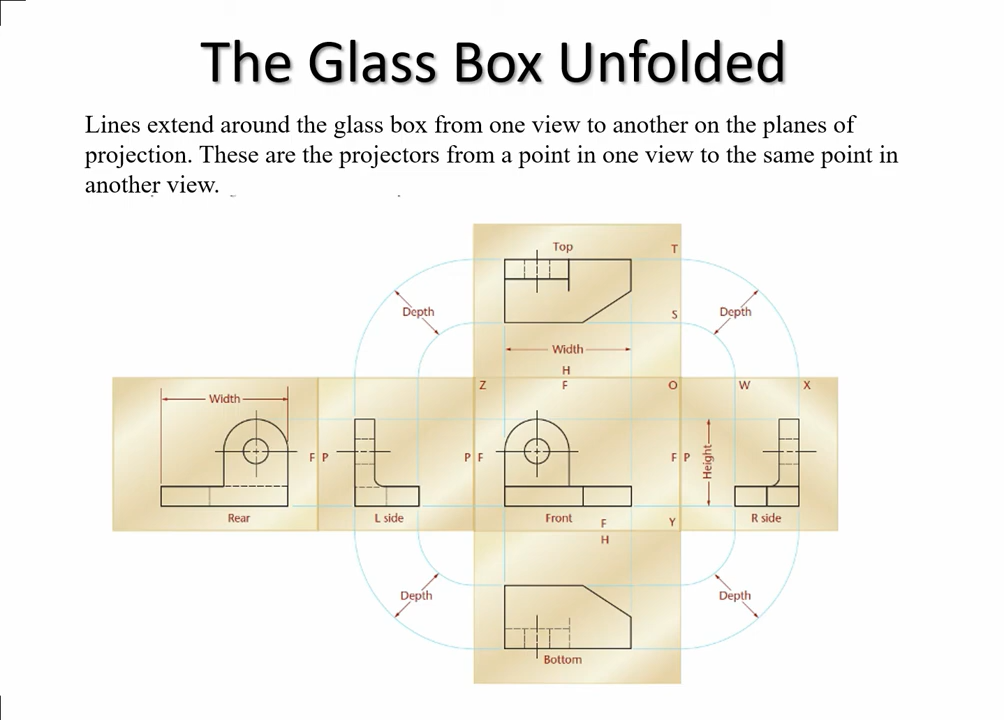 The Glass Box Unfolded
Lines extend around the glass box from one view to another on the planes of
projection. These are the projectors from a point in one view to the same point in
another view.
Top T
Depth Depth
S
Width
H
Z F O W X
Width
F P P F F P Height
Rear L side Front F Y R side
H
Depth Depth
Bottom